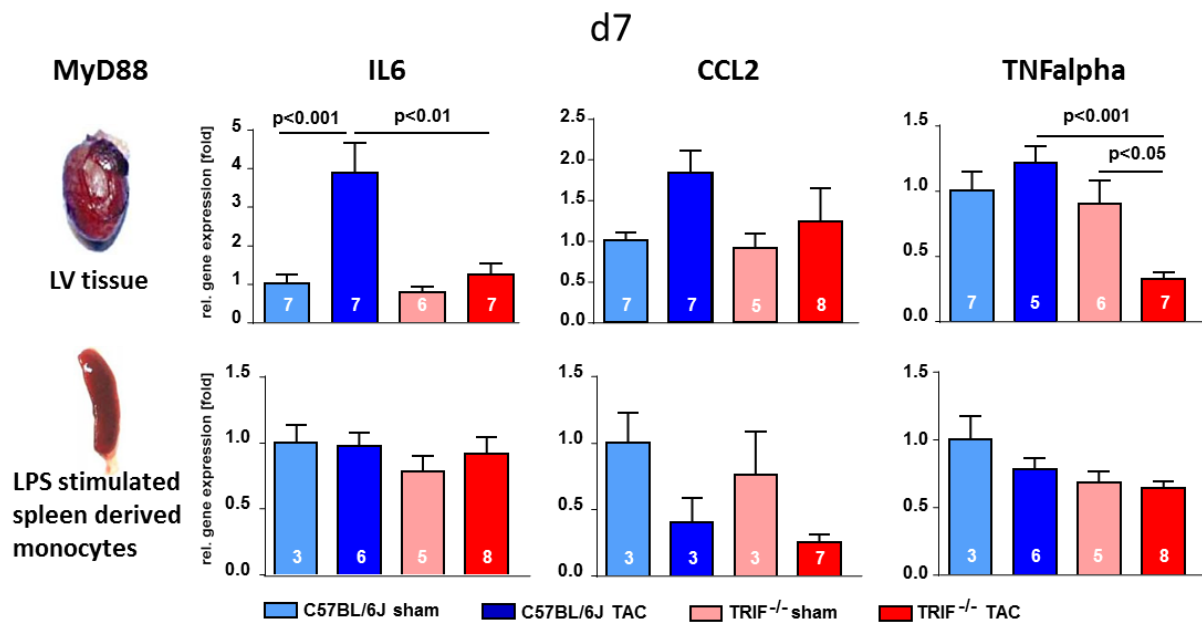 d7
MyD88 IL6 CCL2 TNFalpha
LV tissue
rel. gene expression [fold]
5
4
3
2
1
0
p<0.001 p<0.01
7 7 6 7
2.5
2.0
1.5
1.0
0.5
0.0
7 7 5 8
1.5
1.0
0.5
0.0
p<0.001
p<0.05
7 5 6 7
LPS stimulated
spleen derived
monocytes
rel. gene expression [fold]
1.5
1.0
0.5
0.0
3 6 5 8
1.5
1.0
0.5
0.0
3 3 3 7
1.5
1.0
0.5
0.0
3 6 5 8
C57BL/6J sham C57BL/6J TAC TRIF-/- sham TRIF-/- TAC